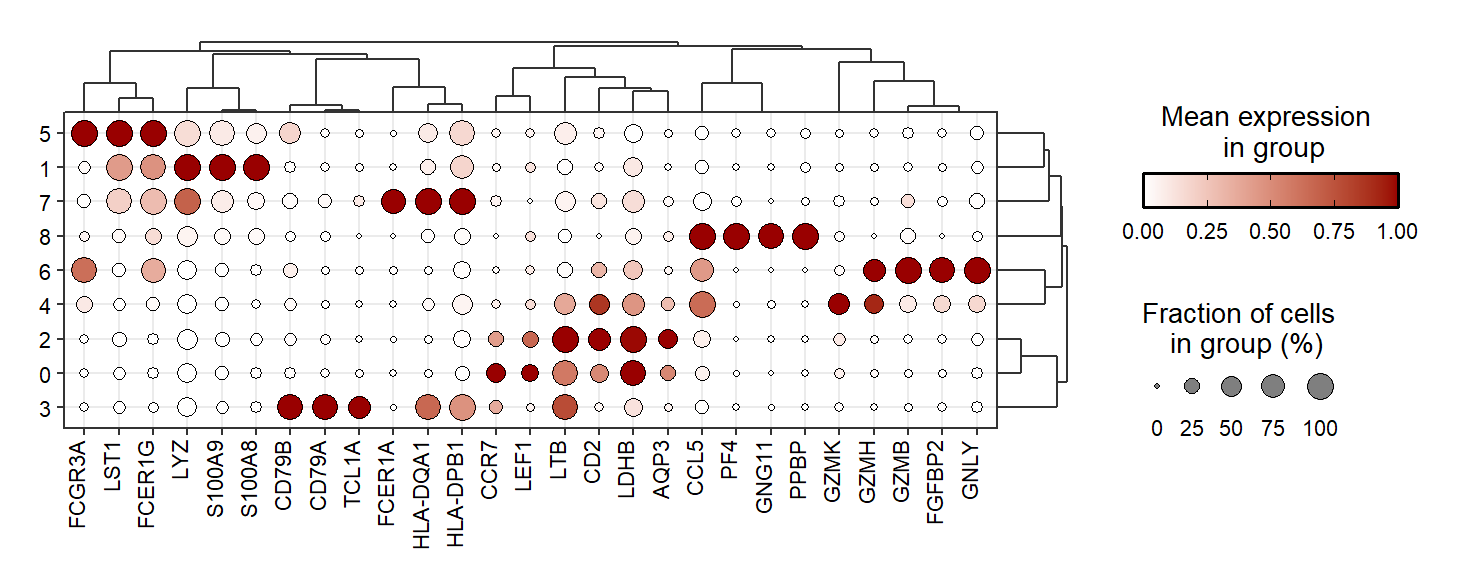 5
1
7
8
6
4
2
0
3
FCGR3A
LST1
FCER1G
LYZ
S100A9
S100A8
CD79B
CD79A
TCL1A
FCER1A
HLA-DQA1
HLA-DPB1
CCR7
LEF1
LTB
CD2
LDHB
AQP3
CCL5
PF4
GNG11
PPBP
GZMK
GZMH
GZMB
FGFBP2
GNLY
Mean expression
in group
0.00 0.25 0.50 0.75 1.00
Fraction of cells
in group (%)
0 25 50 75 100